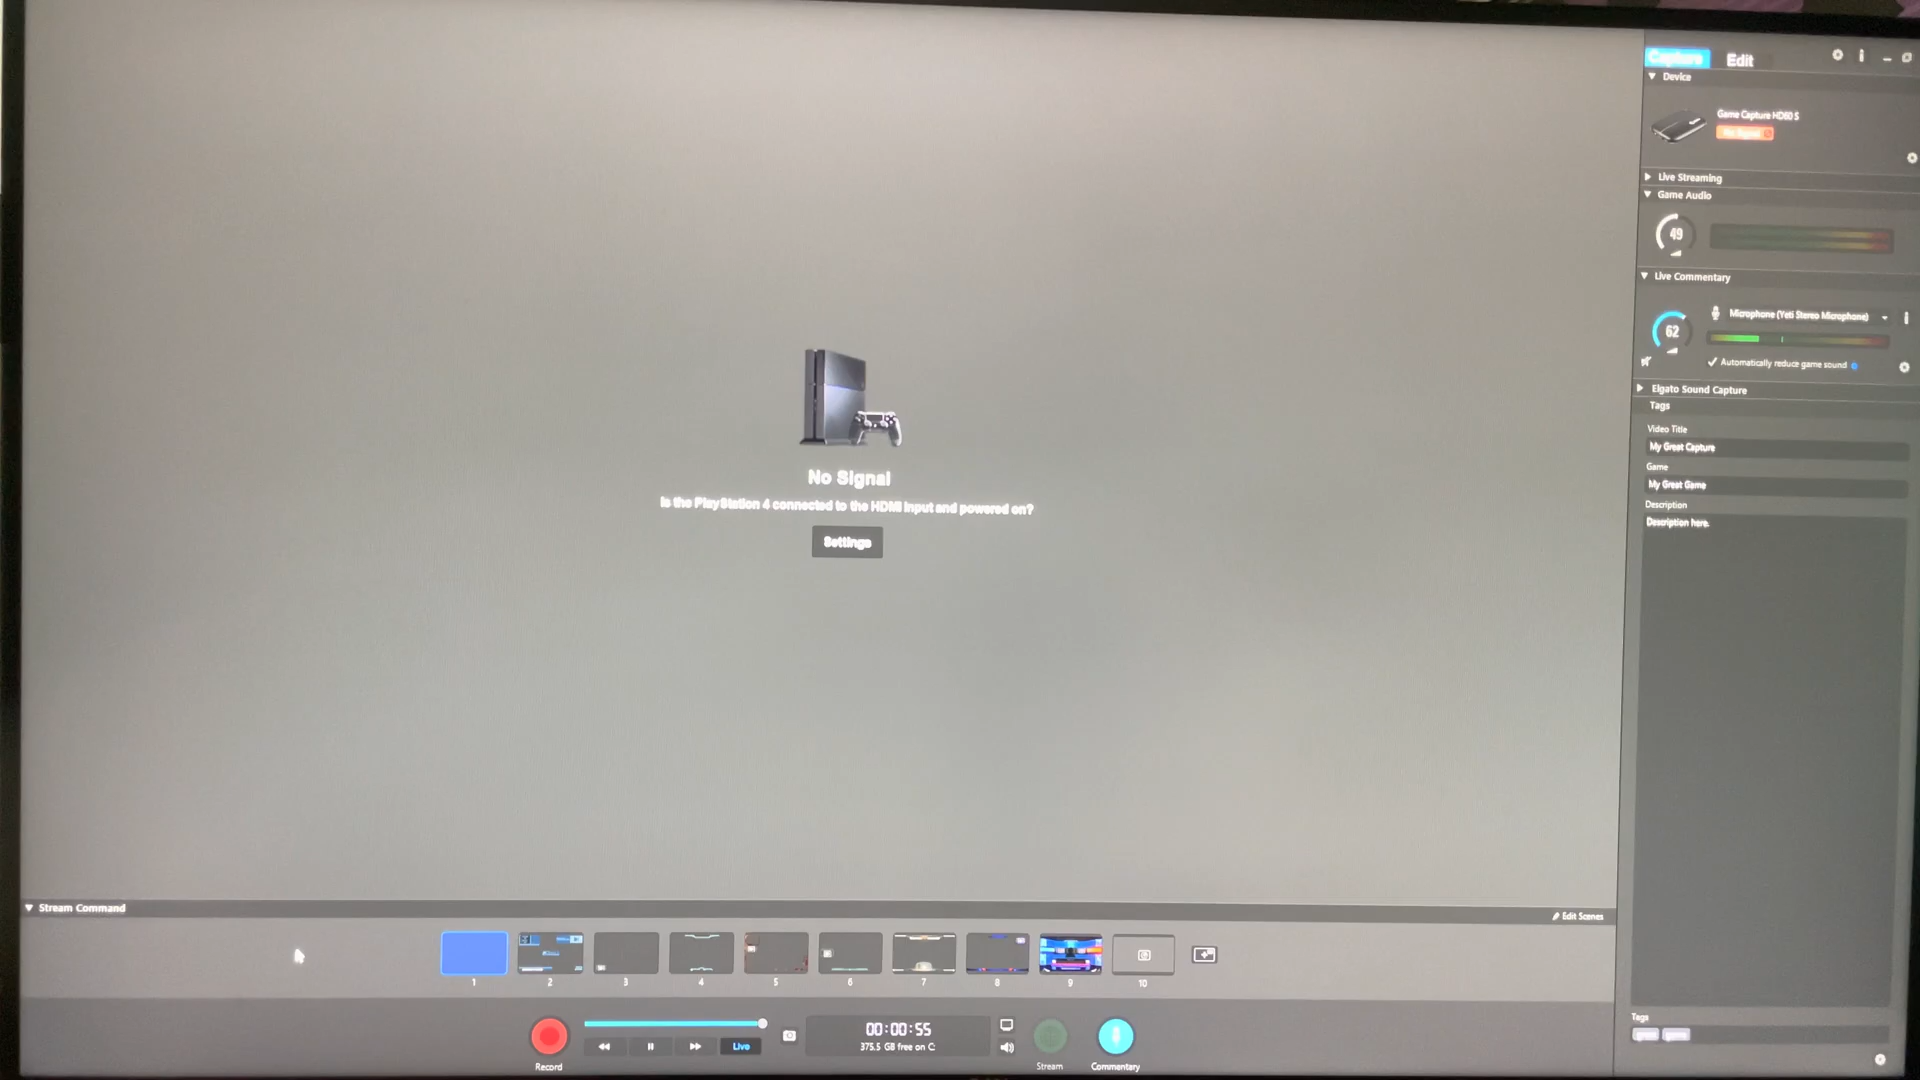 Capture Edit
Device
Game Capture HD60 S
No Signal
Live Streaming
Game Audio
49
Live Commentary
Microphone (Yeti Stereo Microphone)
62
Automatically reduce game sound
Elgato Sound Capture
Tags
Video Title
My Great Capture
Game
My Great Game
Description
Description here.
No Signal
Is the PlayStation 4 connected to the HDMI Input and powered on?
Settings
Stream Command
Edit Scenes
1 2 3 4 5 6 7 8 9 10
00:00:55
375.5 GB free on C:
Live
Record
Stream
Commentary
Tags